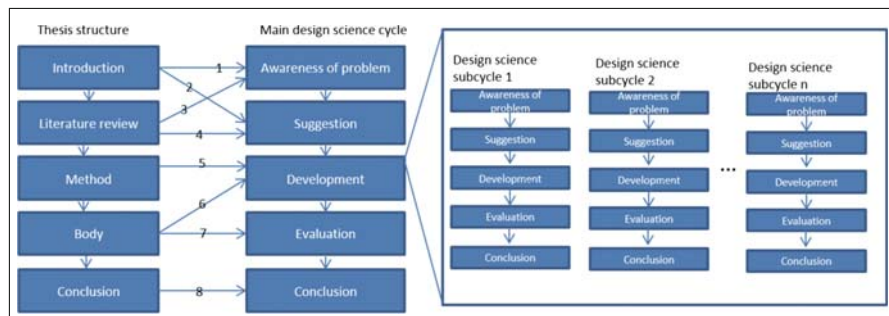 Thesis structure
Main design science cycle
Introduction
Literature review
Method
Body
Conclusion
1
2
3
4
5
6
7
8
Awareness of problem
Suggestion
Development
Evaluation
Conclusion
Design science
subcycle 1
Awareness of
problem
Suggestion
Development
Evaluation
Conclusion
Design science
subcycle 2
Awareness of
problem
Suggestion
Development
Evaluation
Conclusion
...
Design science
subcycle n
Awareness of
problem
Suggestion
Development
Evaluation
Conclusion